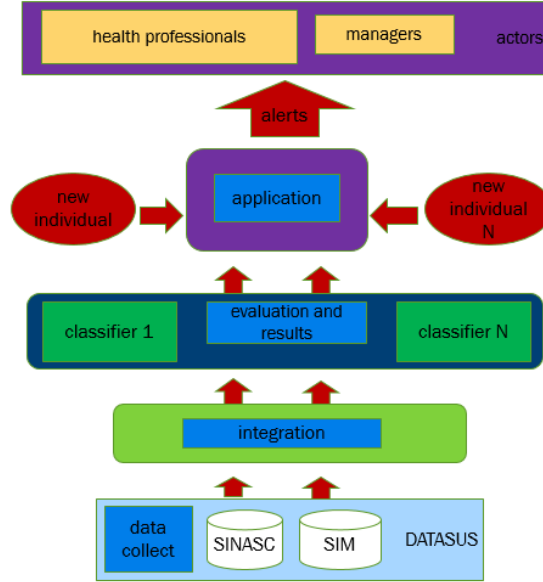 health professionals
managers
actors
alerts
new
individual
application
new
individual
N
classifier 1
evaluation and
results
classifier N
integration
data
collect
SINASC
SIM
DATASUS